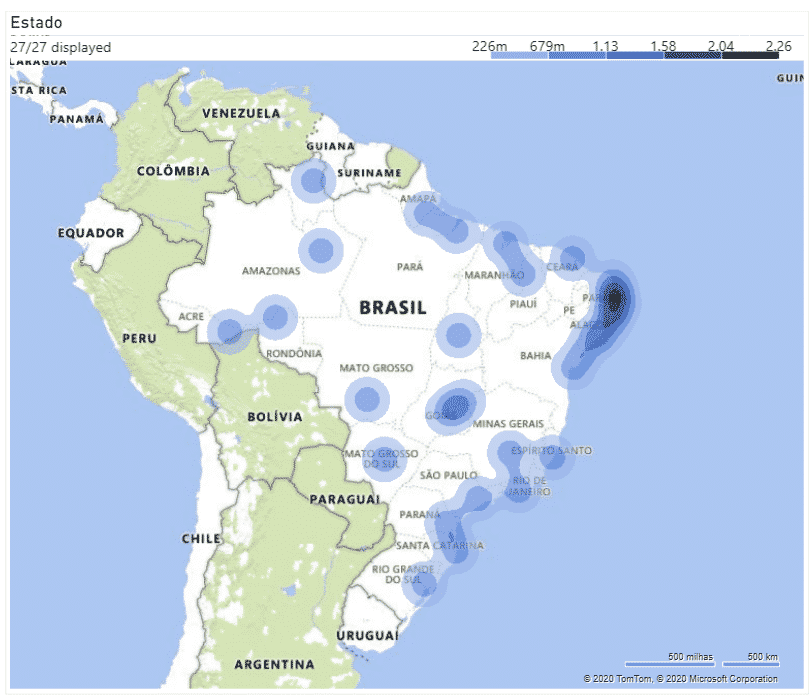 Estado
27/27 displayed
226m 679m 1.13 1.58 2.04 2.26
STA RICA
PANAMÁ
VENEZUELA
GUIANA
SURINAME
COLÔMBIA
AMAPÁ
EQUADOR
AMAZONAS
PARÁ
MARANHÃO
CEARÁ
BRASIL
PIAUÍ
PE
ACRE
PERU
RONDÔNIA
BAHIA
MATO GROSSO
BOLÍVIA
MINAS GERAIS
MATO GROSSO
DO SUL
ESPÍRITO SANTO
SÃO PAULO
RIO DE
JANEIRO
PARAGUAI
PARANÁ
CHILE
SANTA CATARINA
RIO GRANDE
DO SUL
URUGUAI
ARGENTINA
500 milhas 500 km
© 2020 TomTom, © 2020 Microsoft Corporation